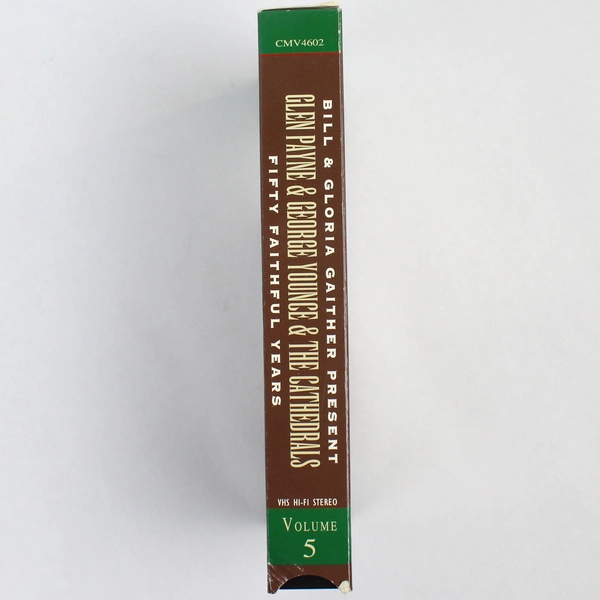 CMV4602
BILL & GLORIA GAITHER PRESENT
GLEN PAYNE & GEORGE YOUNCE & THE CATHEDRALS
FIFTY FAITHFUL YEARS
VHS HI-FI STEREO
VOLUME
5